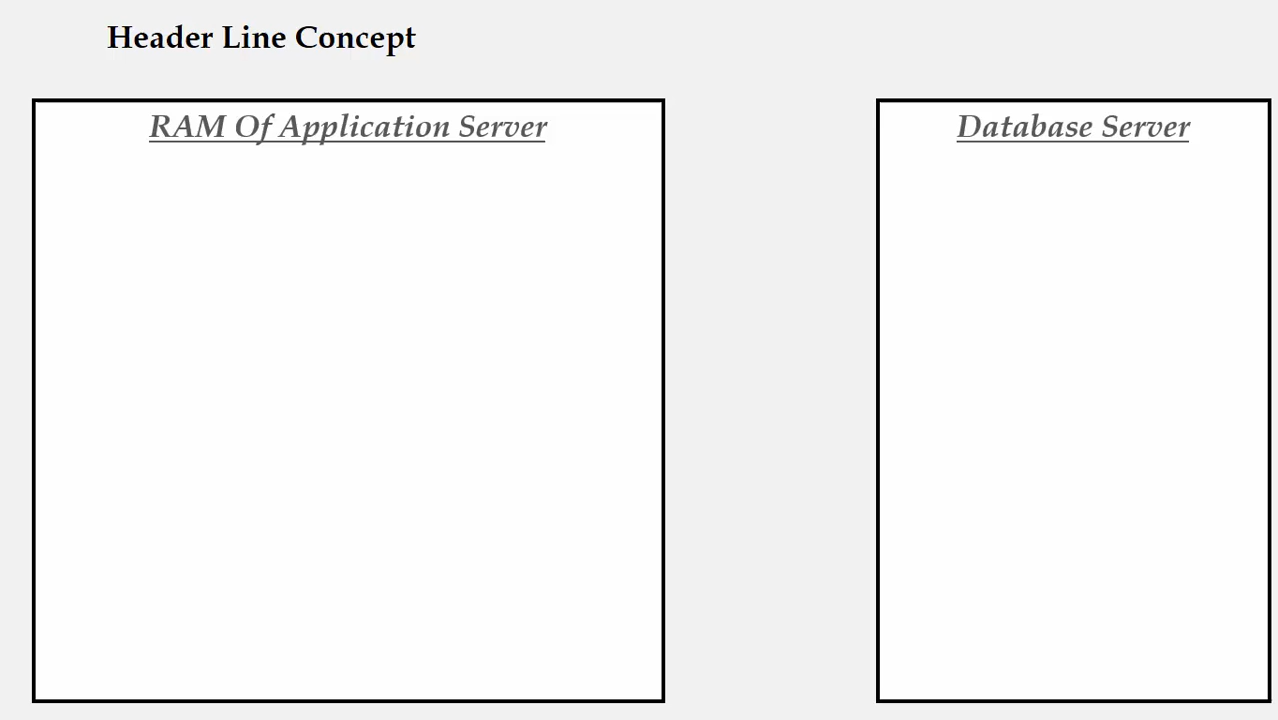 Header Line Concept
RAM Of Application Server
Database Server